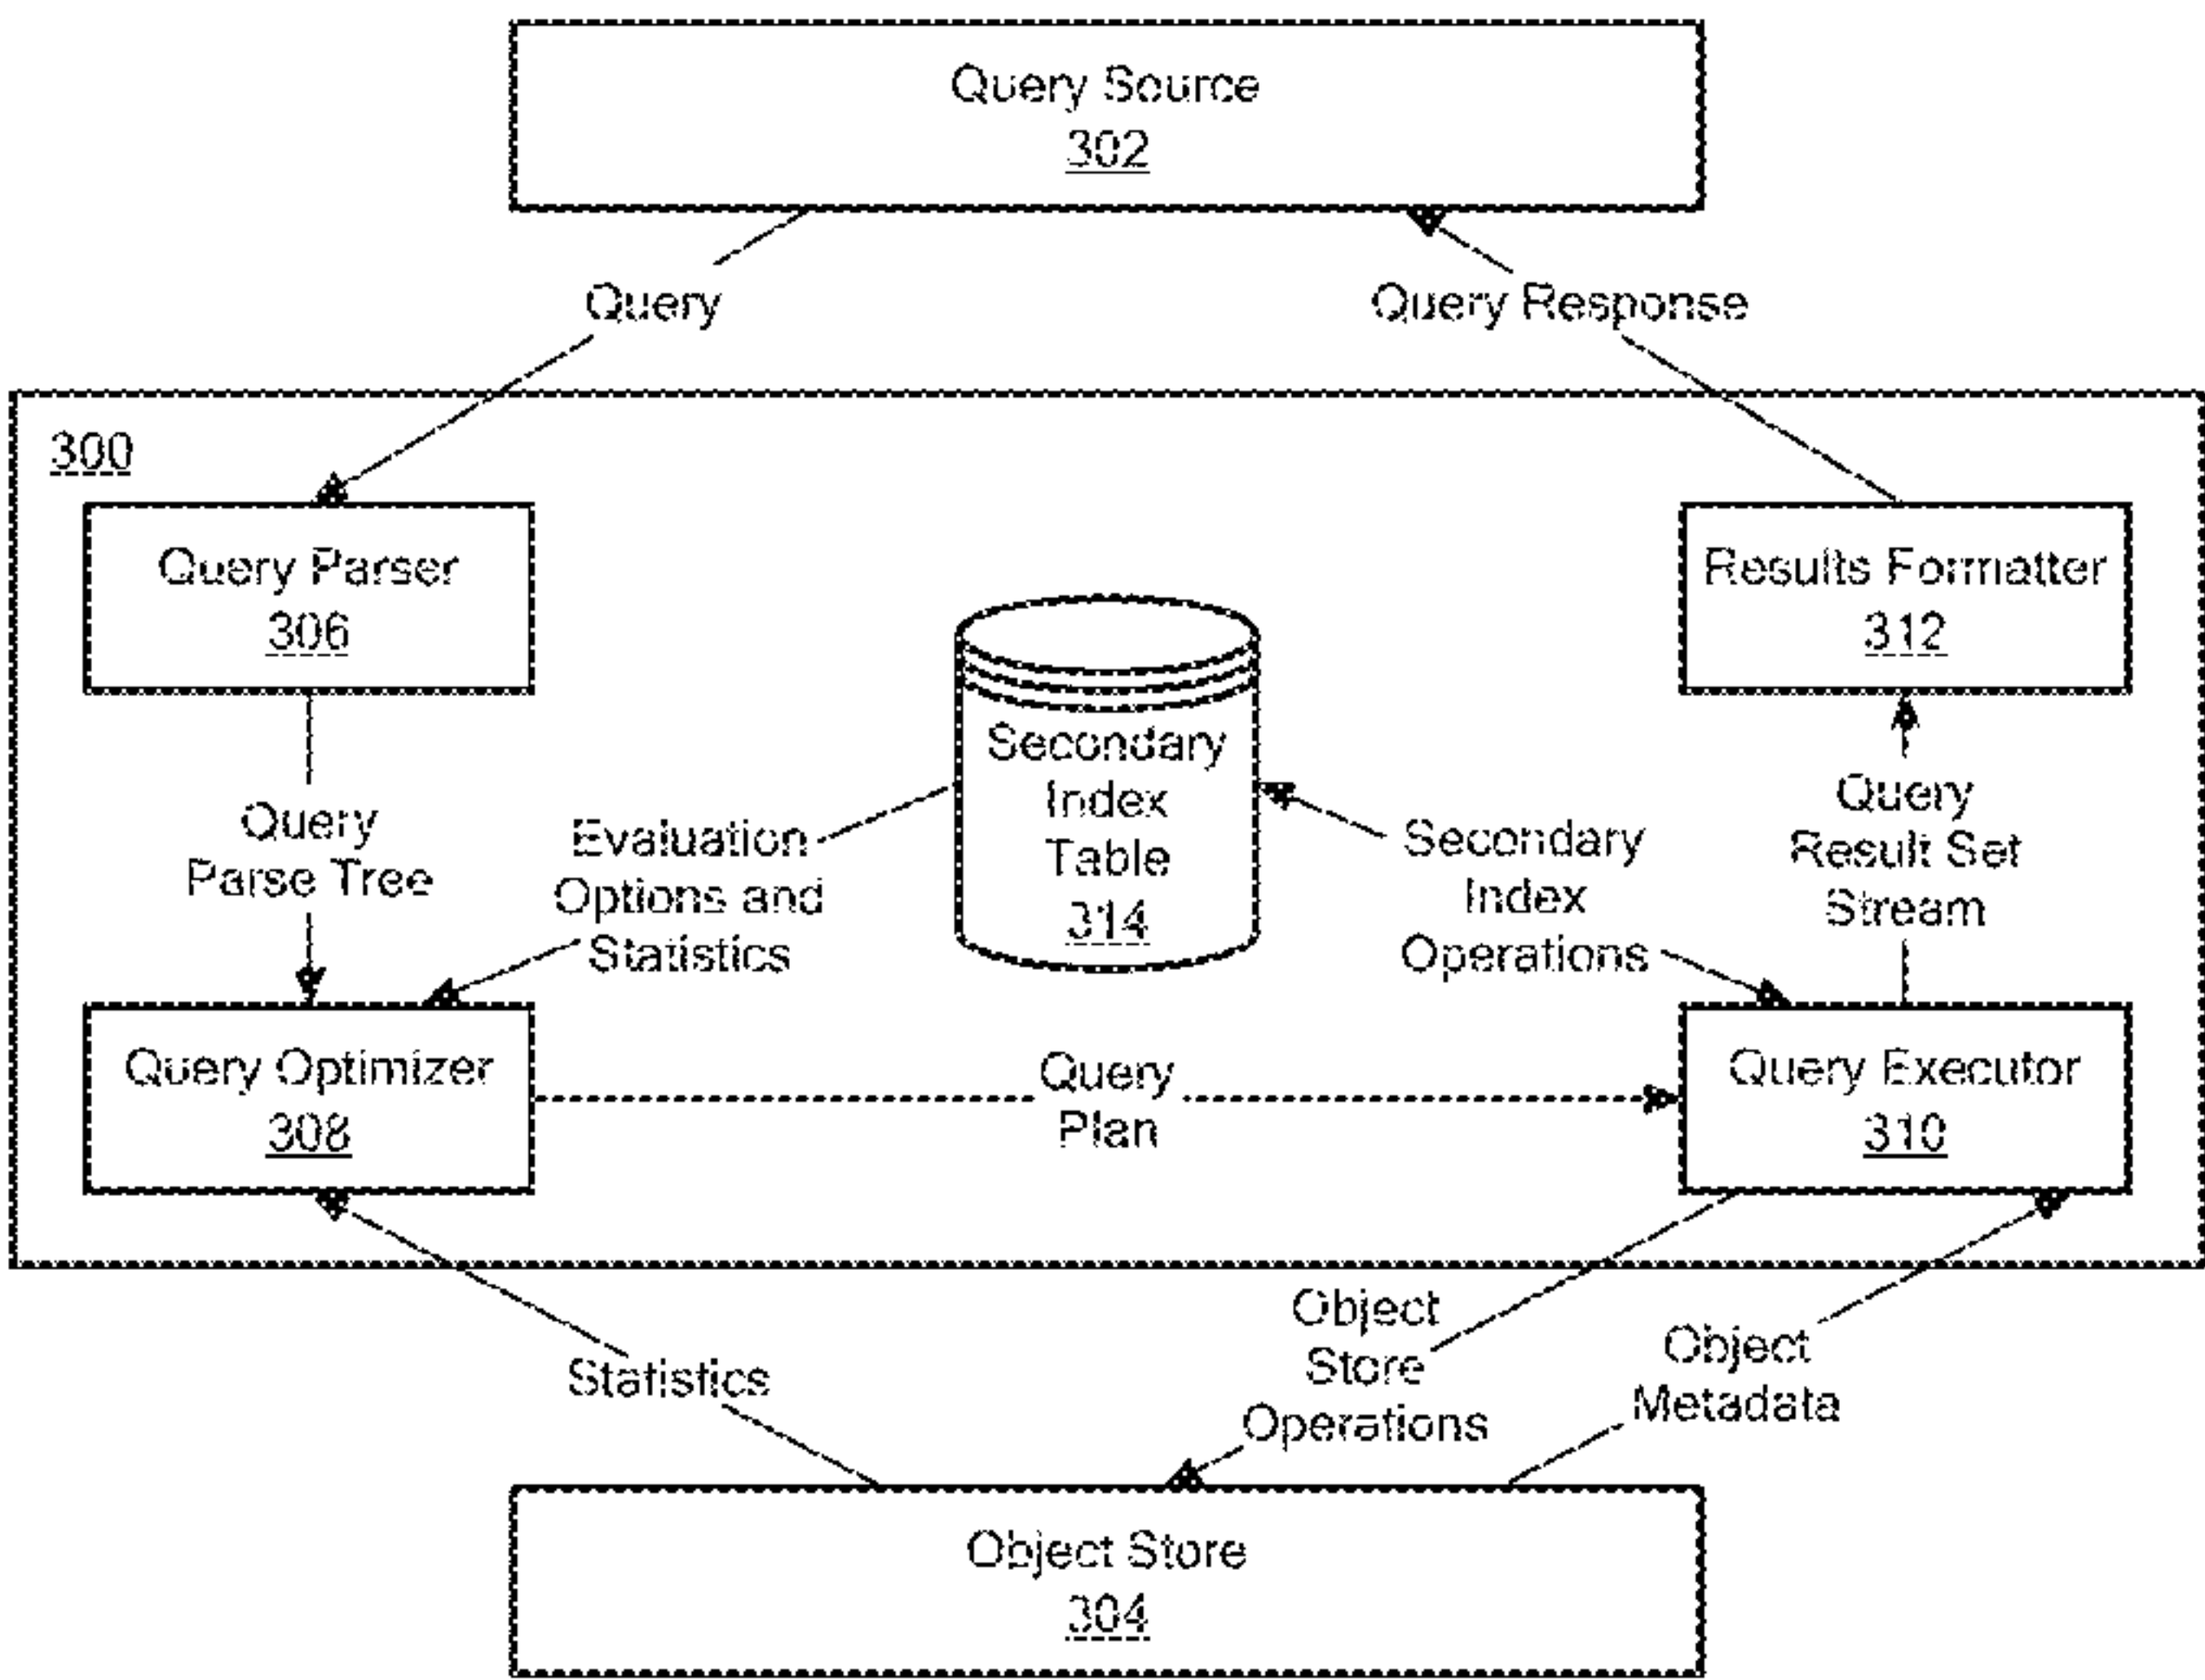 Query Source
302
Query
Query Response
300
Query Parser
306
Results Formatter
312
Secondary
Index
Table
314
Query
Parse Tree
Evaluation
Options and
Statistics
Secondary
Index
Operations
Query
Result Set
Stream
Query Optimizer
308
Query
Plan
Query Executor
310
Statistics
Object
Store
Operations
Object
Metadata
Object Store
304